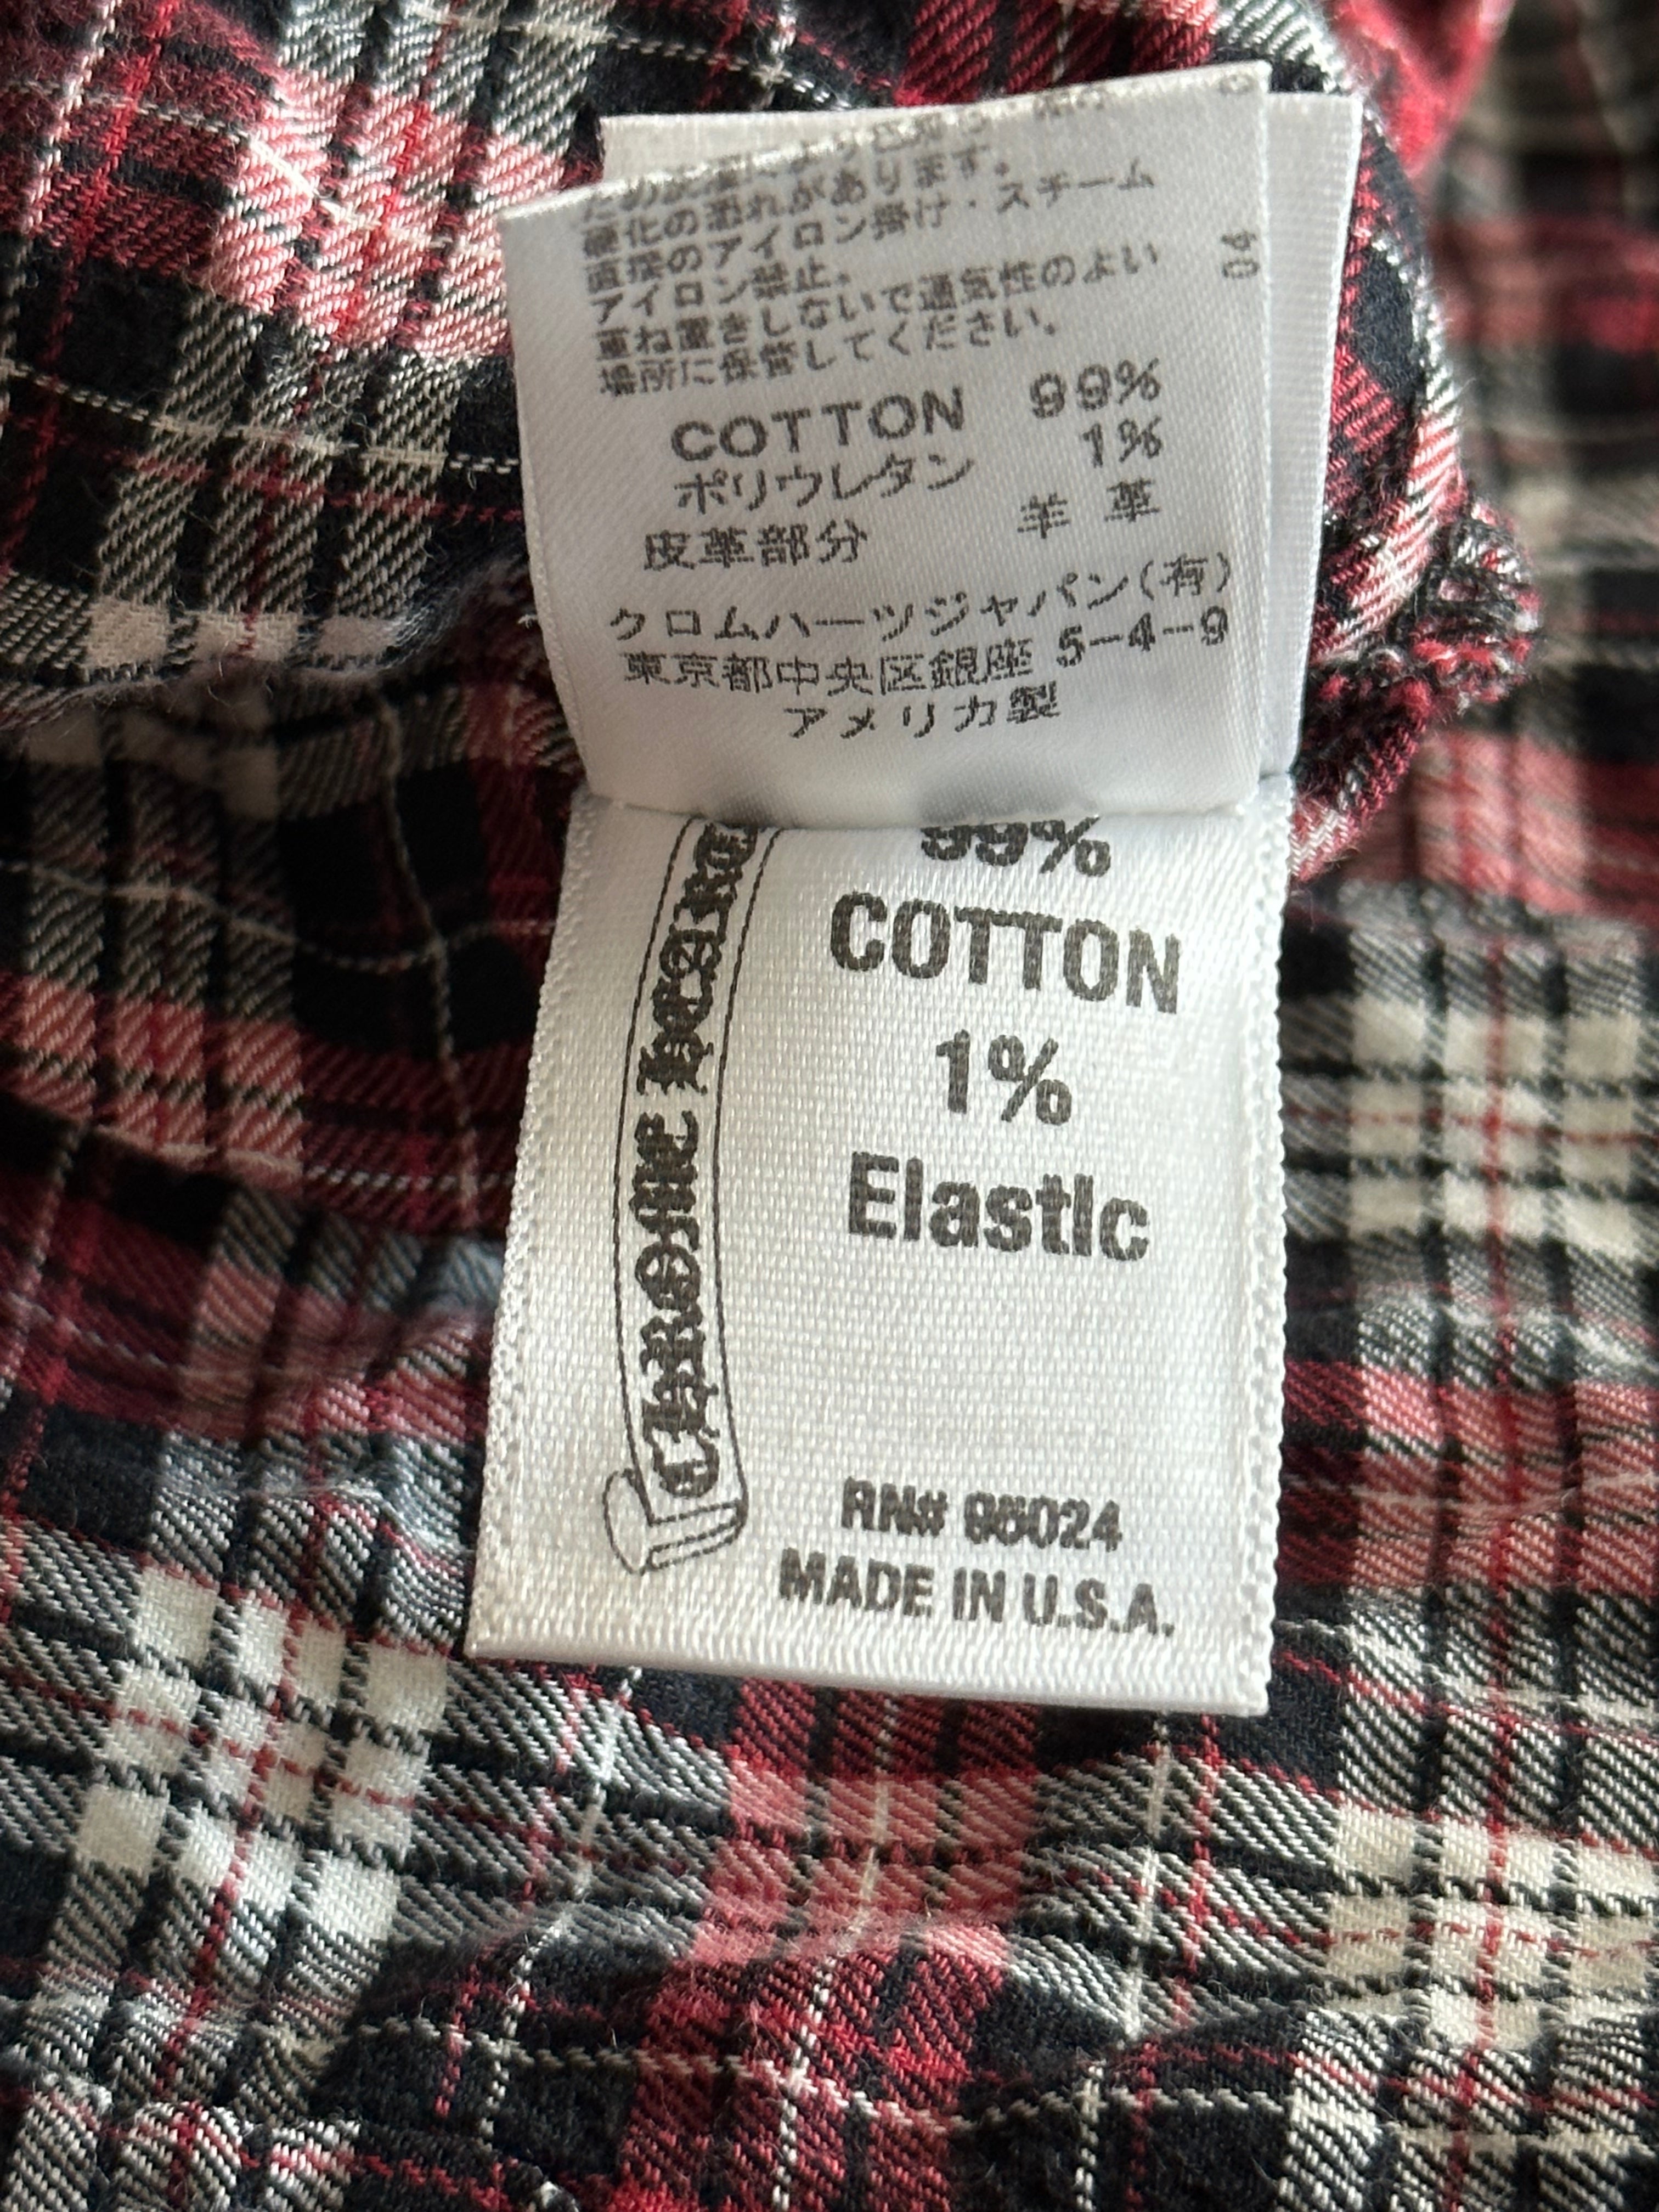 硬化の恐れがあります。
直接のアイロン掛け・スチーム
アイロン禁止。
重ね置きしないで通気性のよい
場所に保管してください。
04
COTTON 99%
ポリウレタン 1%
皮革部分 羊 革
クロムハーツジャパン(有)
東京都中央区銀座 5-4-9
アメリカ製
CHROME HEARTS
99%
COTTON
1%
Elastic
RN# 98024
MADE IN U.S.A.